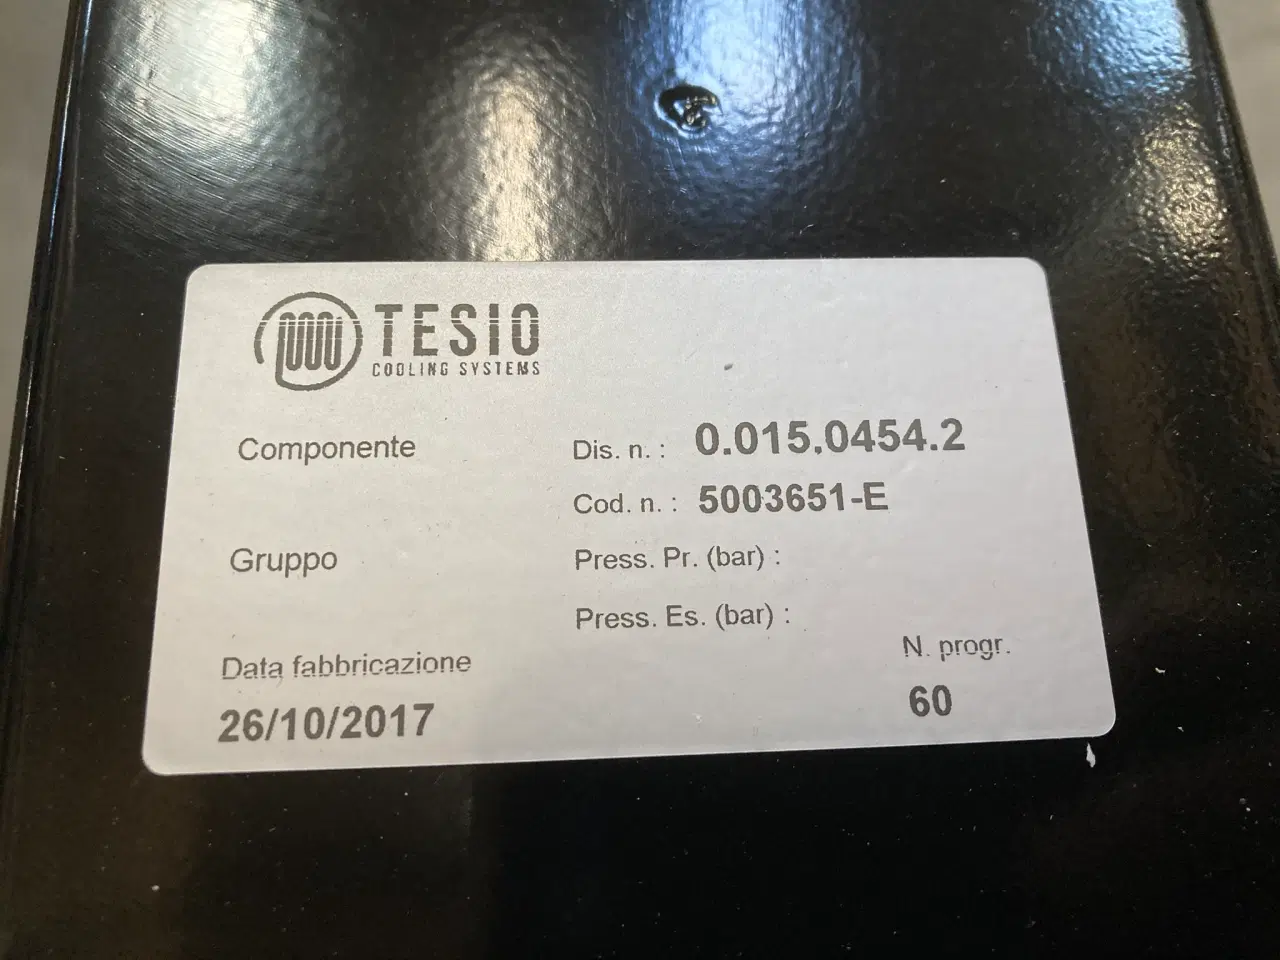 TESIO
COOLING SYSTEMS
Componente
Dis. n. : 0.015.0454.2
Cod. n. : 5003651-E
Gruppo
Press. Pr. (bar) :
Press. Es. (bar) :
Data fabbricazione
N. progr.
26/10/2017
60